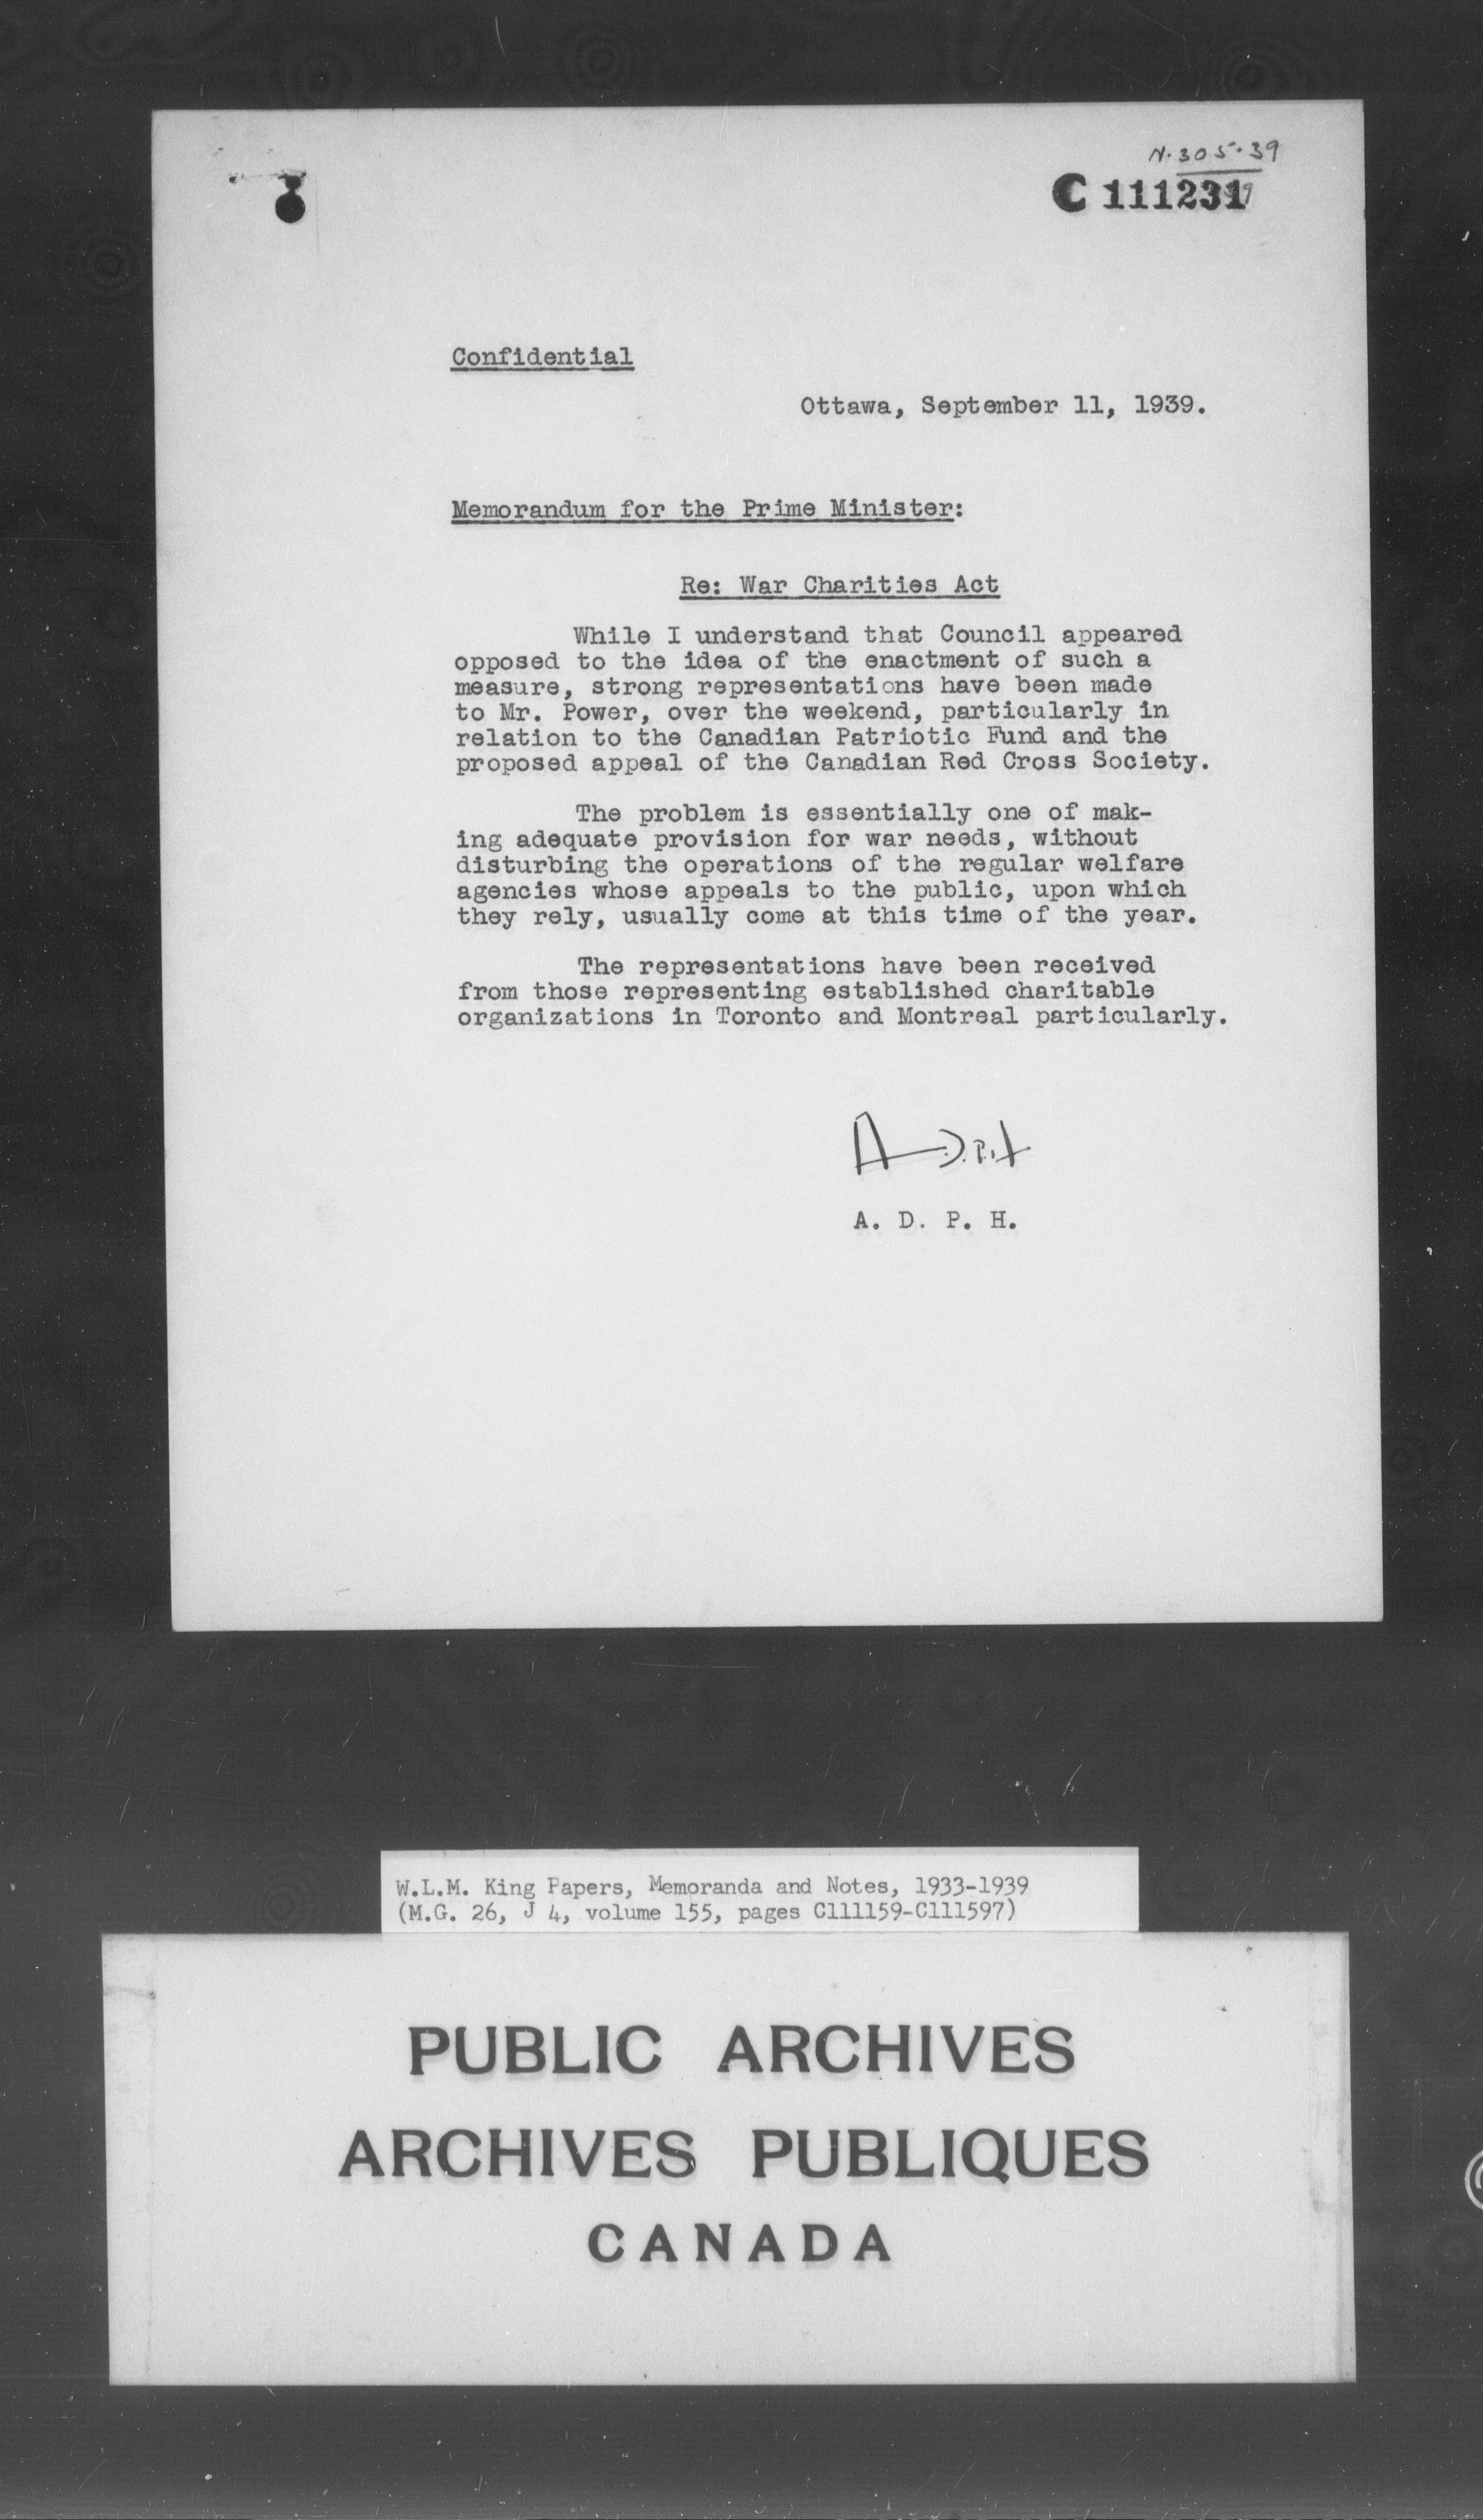 N.305.39
C 111231
Confidential
Ottawa, September 11, 1939.
Memorandum for the Prime Minister:
Re: War Charities Act
While I understand that Council appeared
opposed to the idea of the enactment of such a
measure, strong representations have been made
to Mr. Power, over the weekend, particularly in
relation to the Canadian Patriotic Fund and the
proposed appeal of the Canadian Red Cross Society.
The problem is essentially one of mak-
ing adequate provision for war needs, without
disturbing the operations of the regular welfare
agencies whose appeals to the public, upon which
they rely, usually come at this time of the year.
The representations have been received
from those representing established charitable
organizations in Toronto and Montreal particularly.
A.D.P.H
A. D. P. H.
W.L.M. King Papers, Memoranda and Notes, 1933-1939
(M.G. 26, J 4, volume 155, pages C111159-C111597)
PUBLIC ARCHIVES
ARCHIVES PUBLIQUES
CANADA